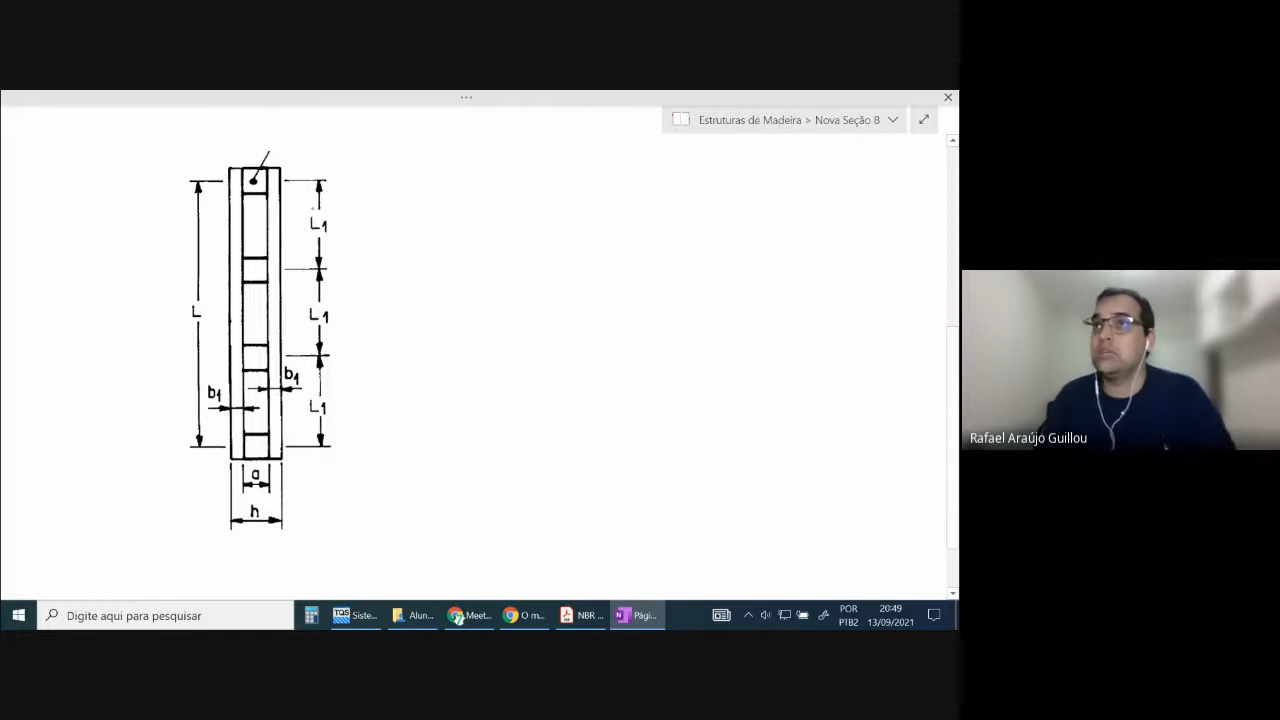 Estruturas de Madeira > Nova Seção 8
L1
L
L1
b1
b1
L1
a
h
Rafael Araújo Guillou
Digite aqui para pesquisar
TQS
Siste...
Alun...
Meet...
O m...
NBR ...
Pági...
POR
PTB2
20:49
13/09/2021